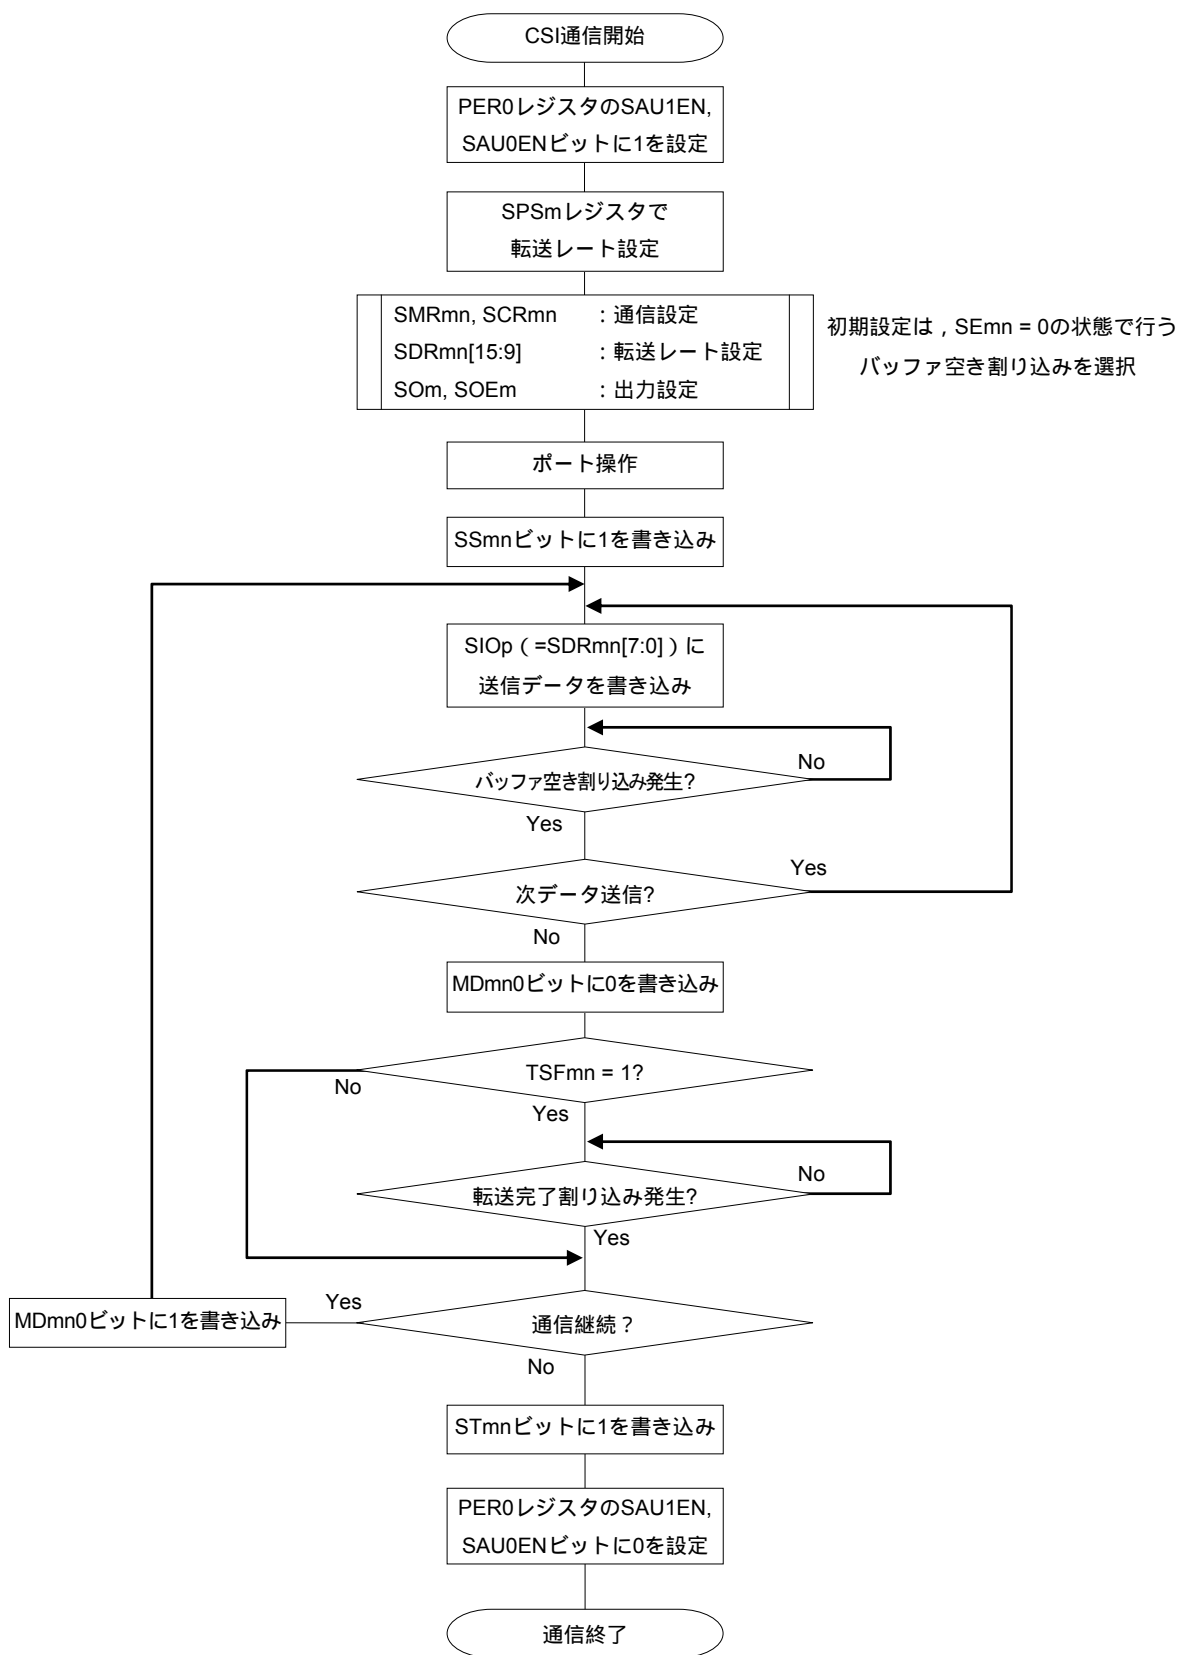 CSI通信開始
PER0レジスタのSAU1EN,
SAU0ENビットに1を設定
SPSmレジスタで
転送レート設定
SMRmn, SCRmn ：通信設定
SDRmn[15:9] ：転送レート設定
SOm, SOEm ：出力設定
初期設定は，SEmn = 0の状態で行う
バッファ空き割り込みを選択
ポート操作
SSmnビットに1を書き込み
SIOp（=SDRmn[7:0]）に
送信データを書き込み
バッファ空き割り込み発生?
No
Yes
次データ送信?
Yes
No
MDmn0ビットに0を書き込み
TSFmn = 1?
No
Yes
転送完了割り込み発生?
No
Yes
通信継続？
Yes
MDmn0ビットに1を書き込み
No
STmnビットに1を書き込み
PER0レジスタのSAU1EN,
SAU0ENビットに0を設定
通信終了